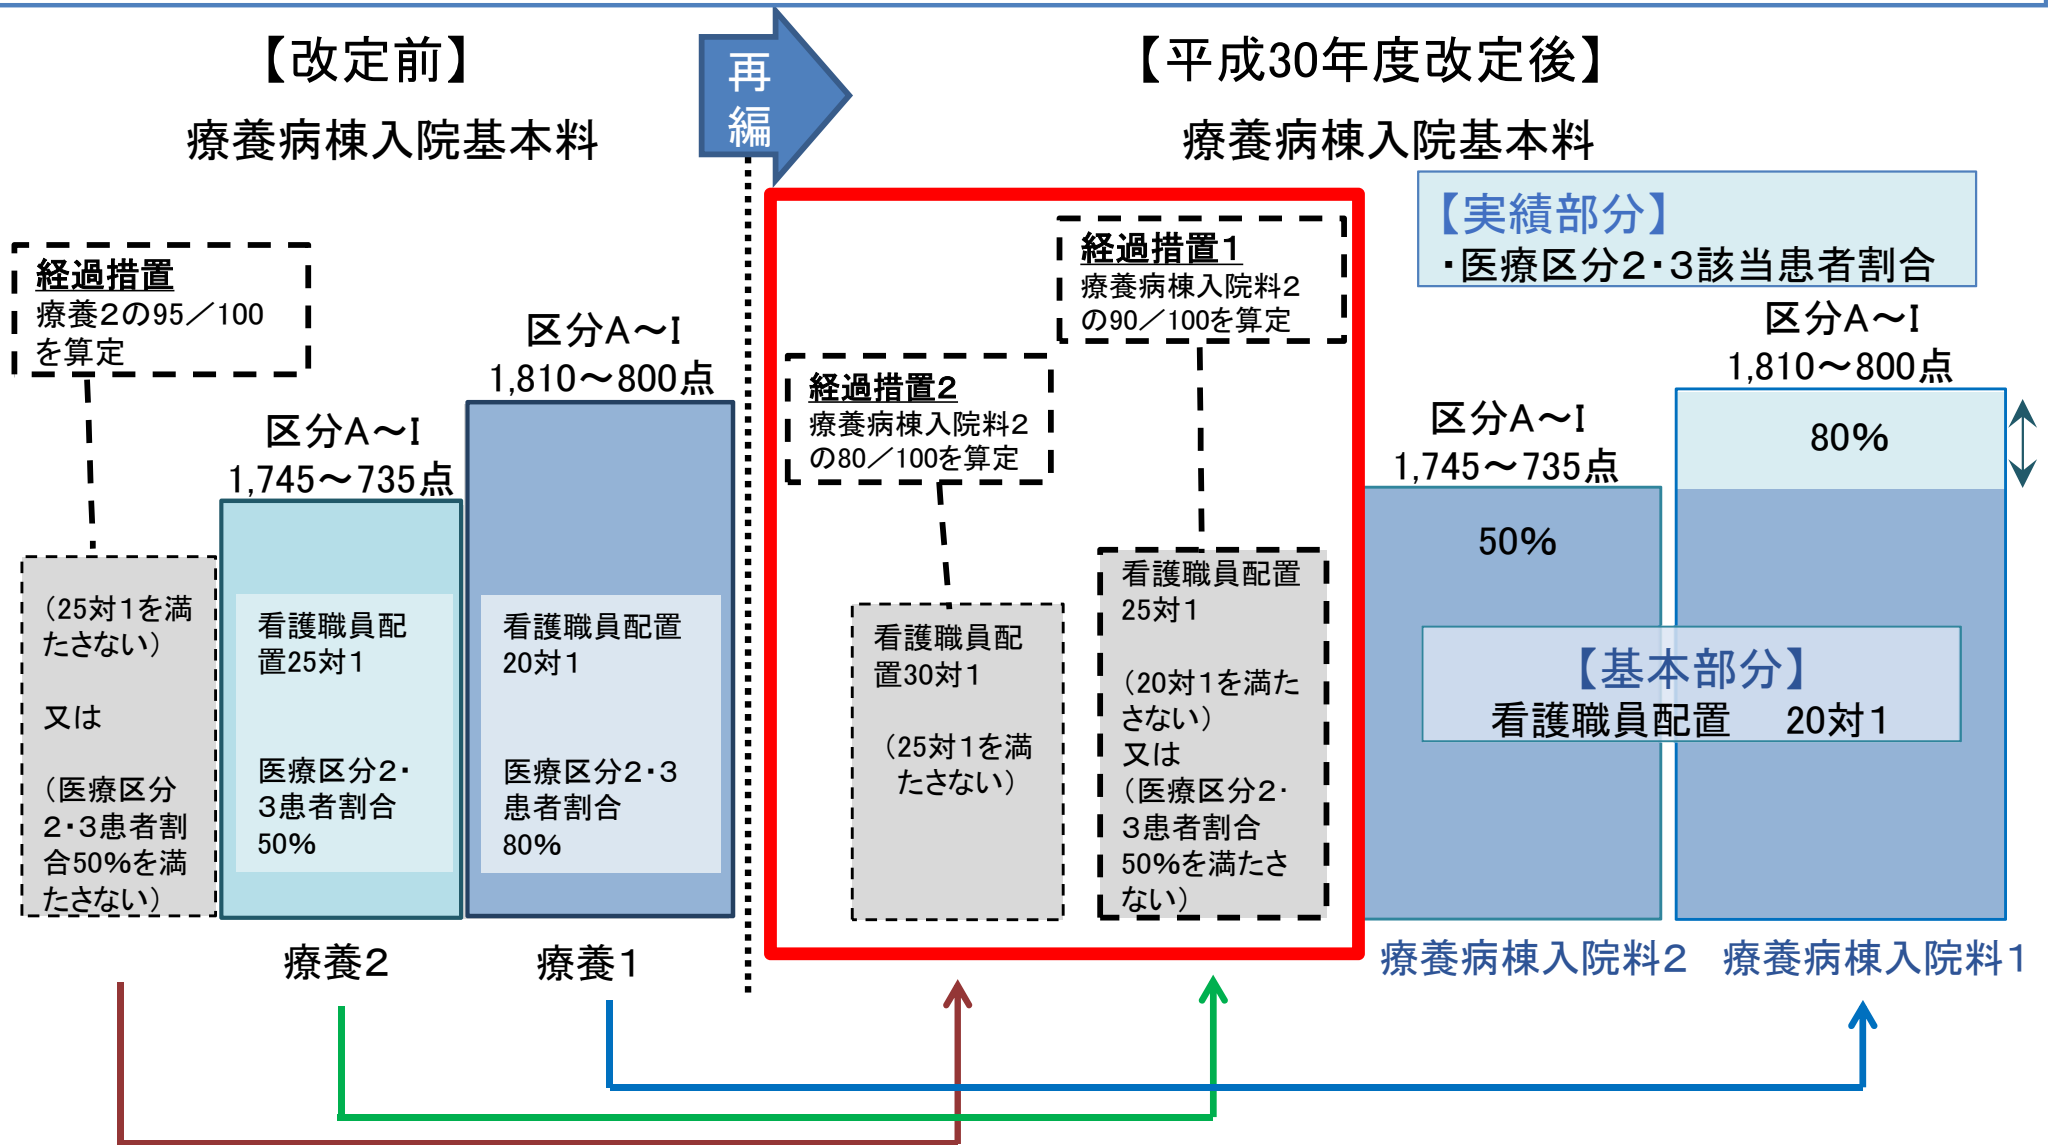 【改定前】
療養病棟入院基本料
再
編
【平成30年度改定後】
療養病棟入院基本料
経過措置
療養2の95／100
を算定
区分A～I
1,745～735点
区分A～I
1,810～800点
（25対1を満
たさない）
又は
（医療区分
2・3患者割
合50%を満
たさない）
看護職員配
置25対1
医療区分2・
3患者割合
50%
看護職員配置
20対1
医療区分2・3
患者割合
80%
療養2
療養1
経過措置2
療養病棟入院料2
の80／100を算定
経過措置1
療養病棟入院料2
の90／100を算定
看護職員配
置30対1
（25対1を満
たさない）
看護職員配置
25対1
（20対1を満た
さない）
又は
（医療区分2・
3患者割合
50%を満たさ
ない）
【実績部分】
・医療区分2・3該当患者割合
区分A～I
1,745～735点
区分A～I
1,810～800点
50%
80%
【基本部分】
看護職員配置　20対1
療養病棟入院料2
療養病棟入院料1